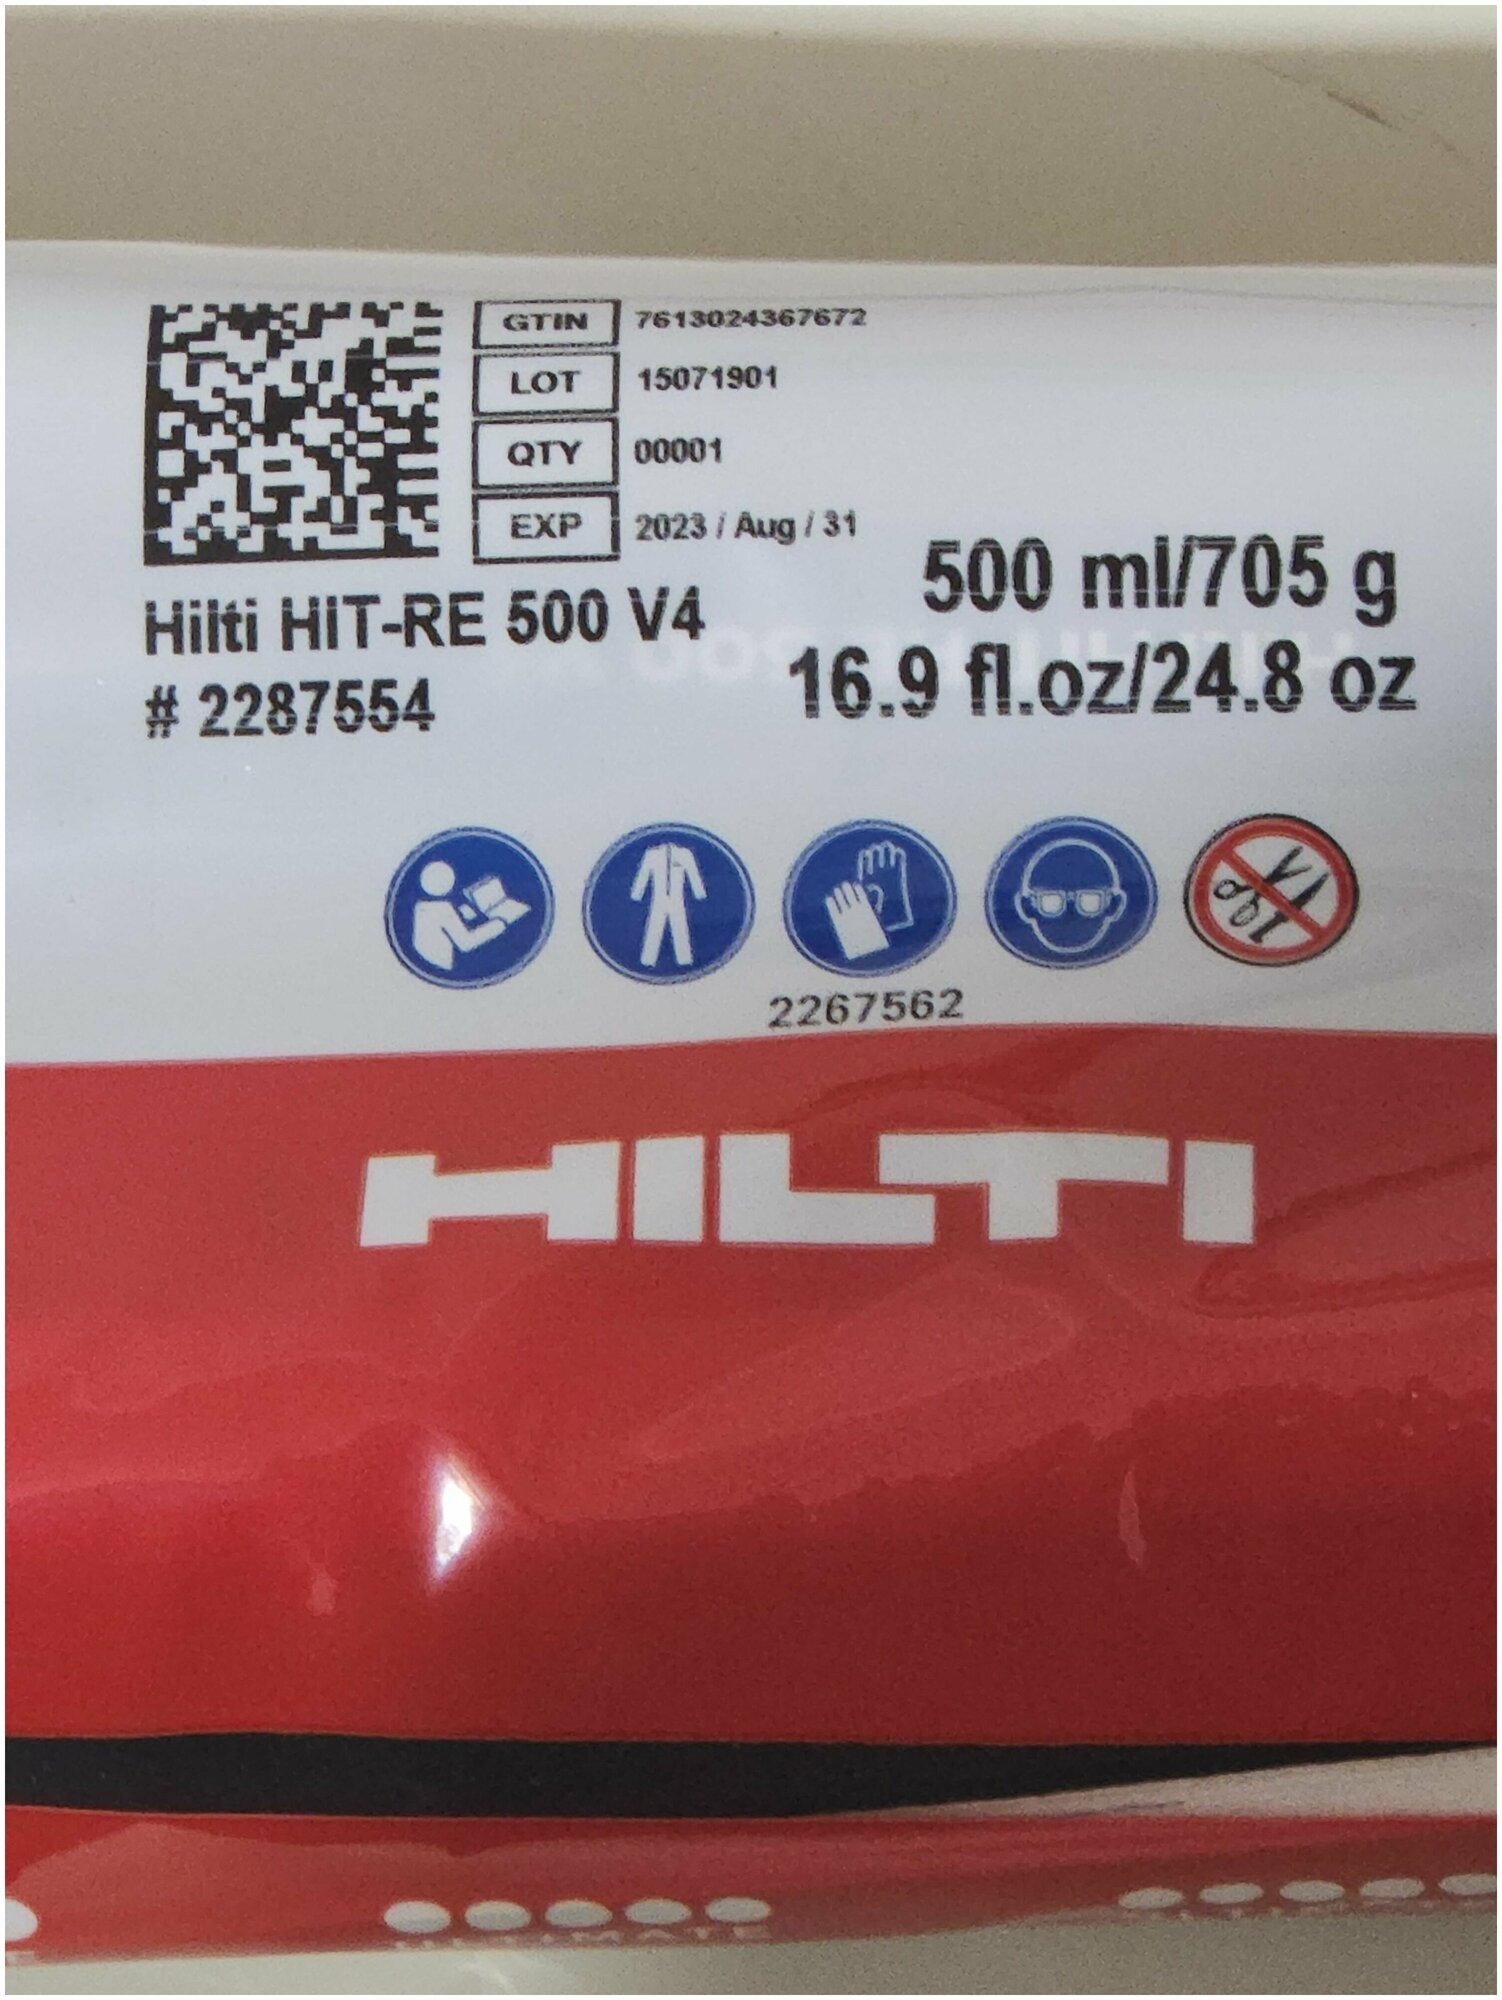 GTIN 7613024367672
LOT 15071901
QTY 00001
EXP 2023 / Aug / 31
500 ml/705 g
Hilti HIT-RE 500 V4
16.9 fl.oz/24.8 oz
# 2287554
2267562
HILTI
ULTIMATE